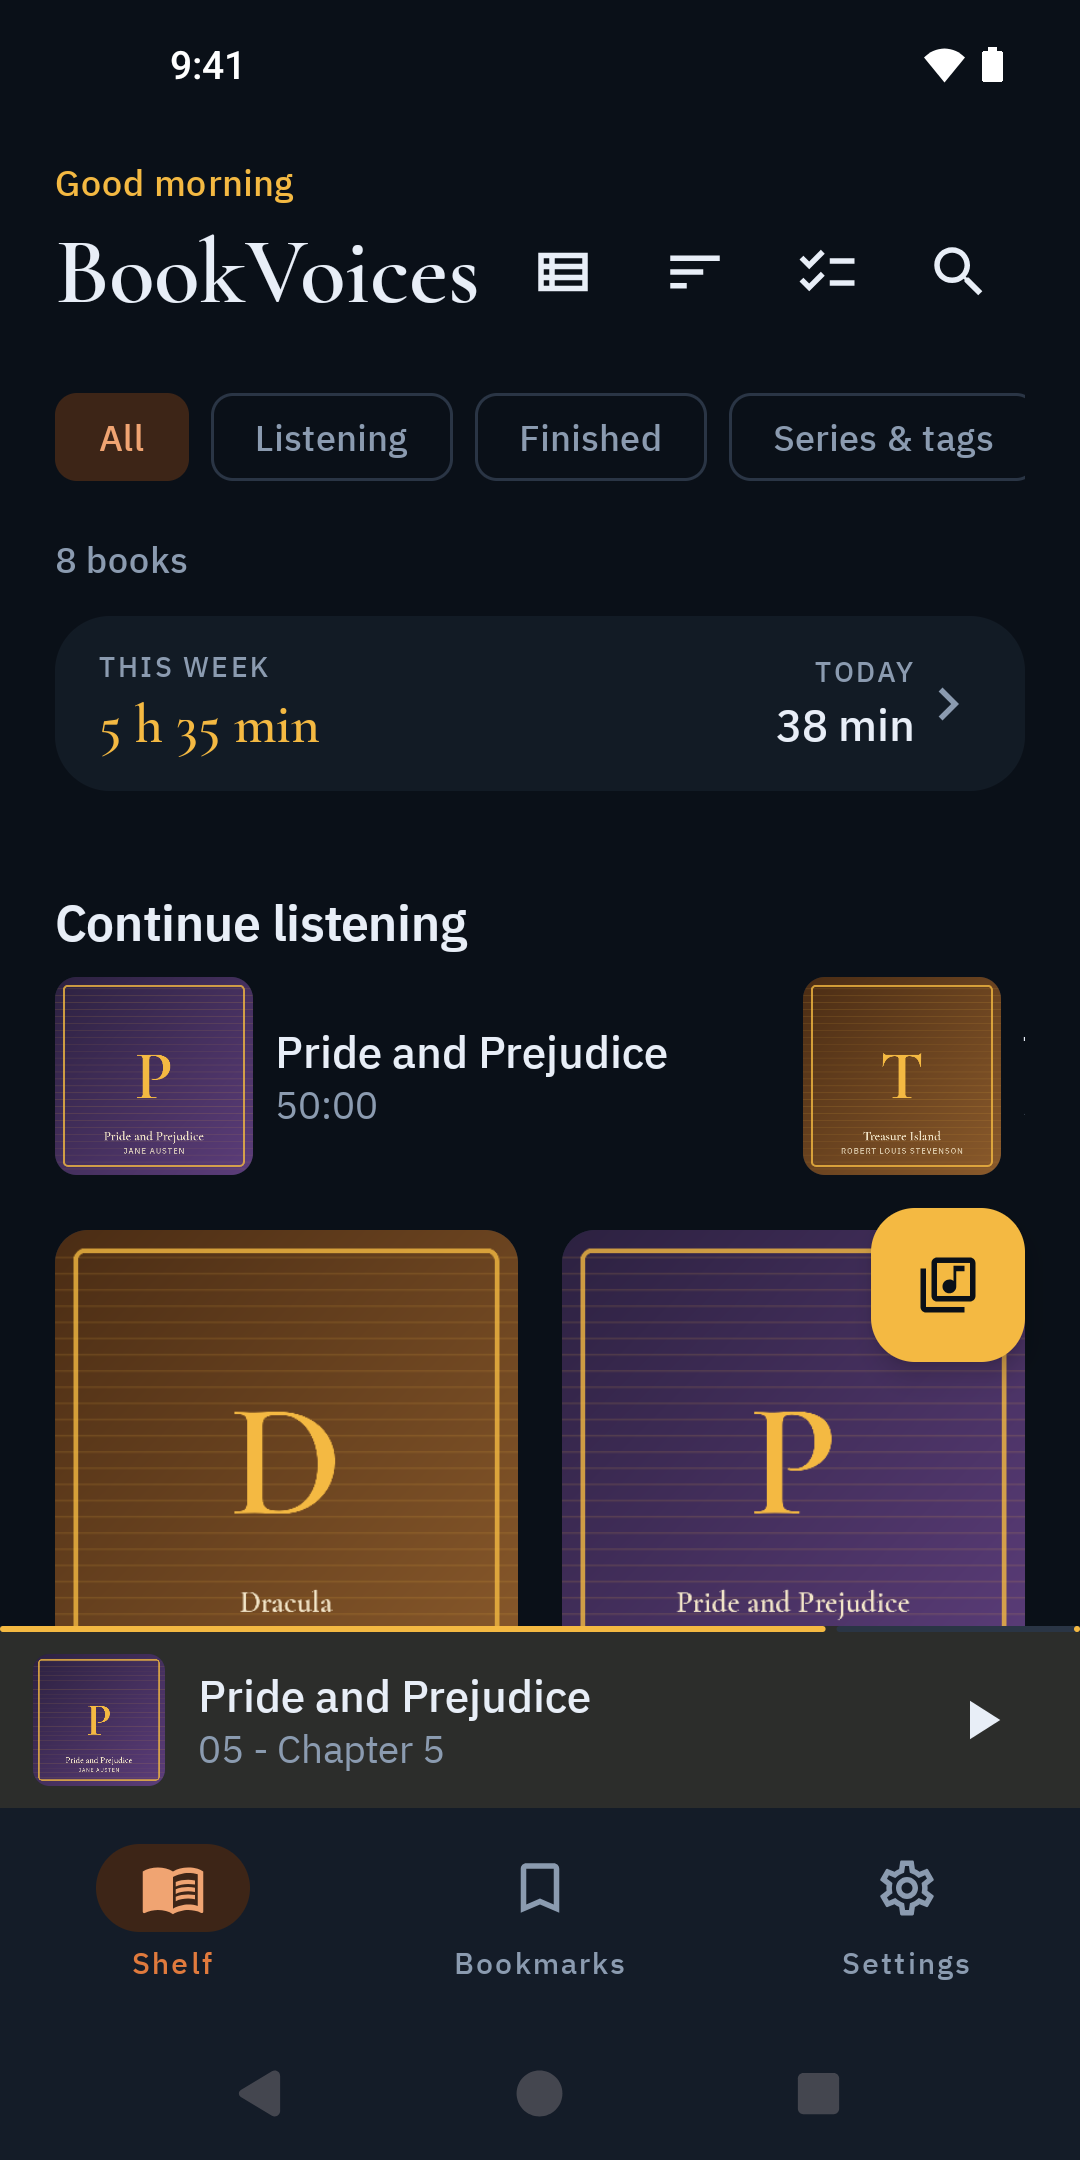 9:41
Good morning
BookVoices
All
Listening
Finished
Series & tags
8 books
THIS WEEK
5 h 35 min
TODAY
38 min
Continue listening
P
Pride and Prejudice
JANE AUSTEN
Pride and Prejudice
50:00
T
Treasure Island
ROBERT LOUIS STEVENSON
D
Dracula
P
Pride and Prejudice
P
Pride and Prejudice
JANE AUSTEN
Pride and Prejudice
05 - Chapter 5
Shelf
Bookmarks
Settings